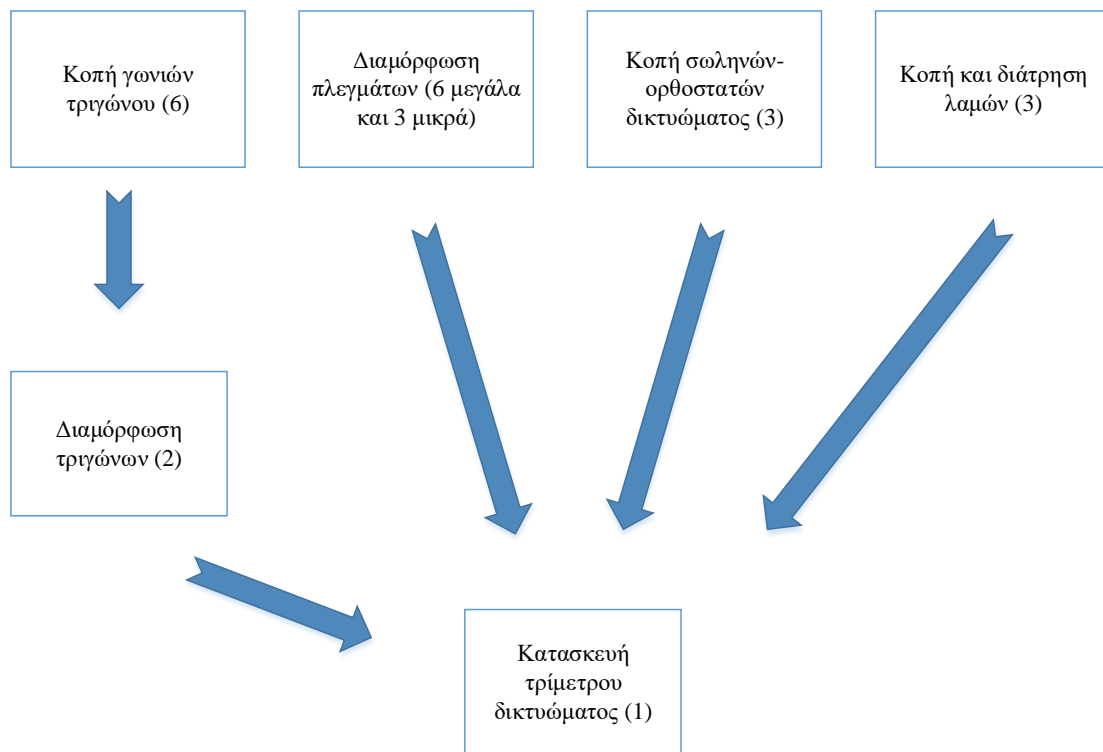 Κοπή γωνιών
τριγώνου (6)
Διαμόρφωση
πλεγμάτων (6 μεγάλα
και 3 μικρά)
Κοπή σωληνών-
ορθοστατών
δικτυώματος (3)
Κοπή και διάτρηση
λαμών (3)
Διαμόρφωση
τριγώνων (2)
Κατασκευή
τρίμετρου
δικτυώματος (1)